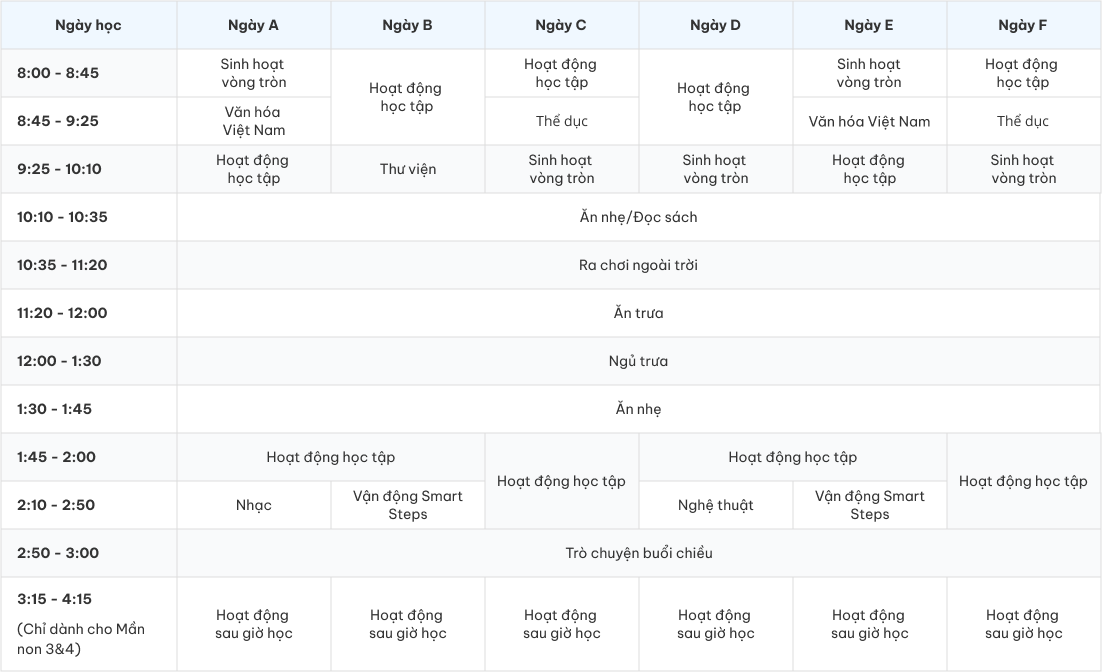 Ngày học Ngày A Ngày B Ngày C Ngày D Ngày E Ngày F
8:00 - 8:45
Sinh hoạt
vòng tròn
Hoạt động
học tập
Hoạt động
học tập
Hoạt động
học tập
Sinh hoạt
vòng tròn
Hoạt động
học tập
8:45 - 9:25
Văn hóa
Việt Nam
Thể dục
Văn hóa Việt Nam
Thể dục
9:25 - 10:10
Hoạt động
học tập
Thư viện
Sinh hoạt
vòng tròn
Sinh hoạt
vòng tròn
Hoạt động
học tập
Sinh hoạt
vòng tròn
10:10 - 10:35
Ăn nhẹ/Đọc sách
10:35 - 11:20
Ra chơi ngoài trời
11:20 - 12:00
Ăn trưa
12:00 - 1:30
Ngủ trưa
1:30 - 1:45
Ăn nhẹ
1:45 - 2:00
Hoạt động học tập
Hoạt động học tập
Hoạt động học tập
Hoạt động học tập
2:10 - 2:50
Nhạc
Vận động Smart
Steps
Nghệ thuật
Vận động Smart
Steps
2:50 - 3:00
Trò chuyện buổi chiều
3:15 - 4:15
(Chỉ dành cho Mần
non 3&4)
Hoạt động
sau giờ học
Hoạt động
sau giờ học
Hoạt động
sau giờ học
Hoạt động
sau giờ học
Hoạt động
sau giờ học
Hoạt động
sau giờ học